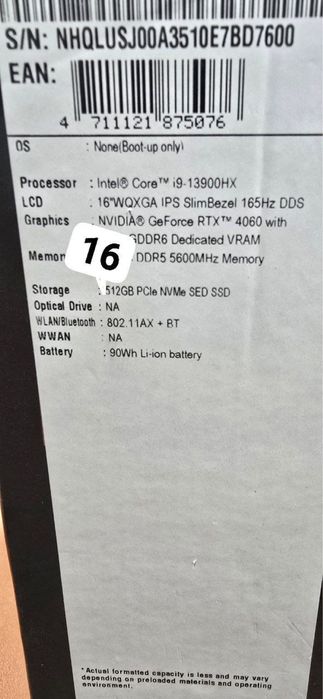 S/N: NHQLUSJ00A3510E7BD7600
EAN:
4 711121 875076
OS : None(Boot-up only)
Processor : Intel® Core™ i9-13900HX
LCD : 16"WQXGA IPS SlimBezel 165Hz DDS
Graphics : NVIDIA® GeForce RTX™ 4060 with
GDDR6 Dedicated VRAM
16 DDR5 5600MHz Memory
Storage : 512GB PCIe NVMe SED SSD
Optical Drive : NA
WLAN/Bluetooth : 802.11AX + BT
WWAN : NA
Battery : 90Wh Li-ion battery
*Actual formatted capacity is less and may vary
depending on preloaded materials and operating
environment.